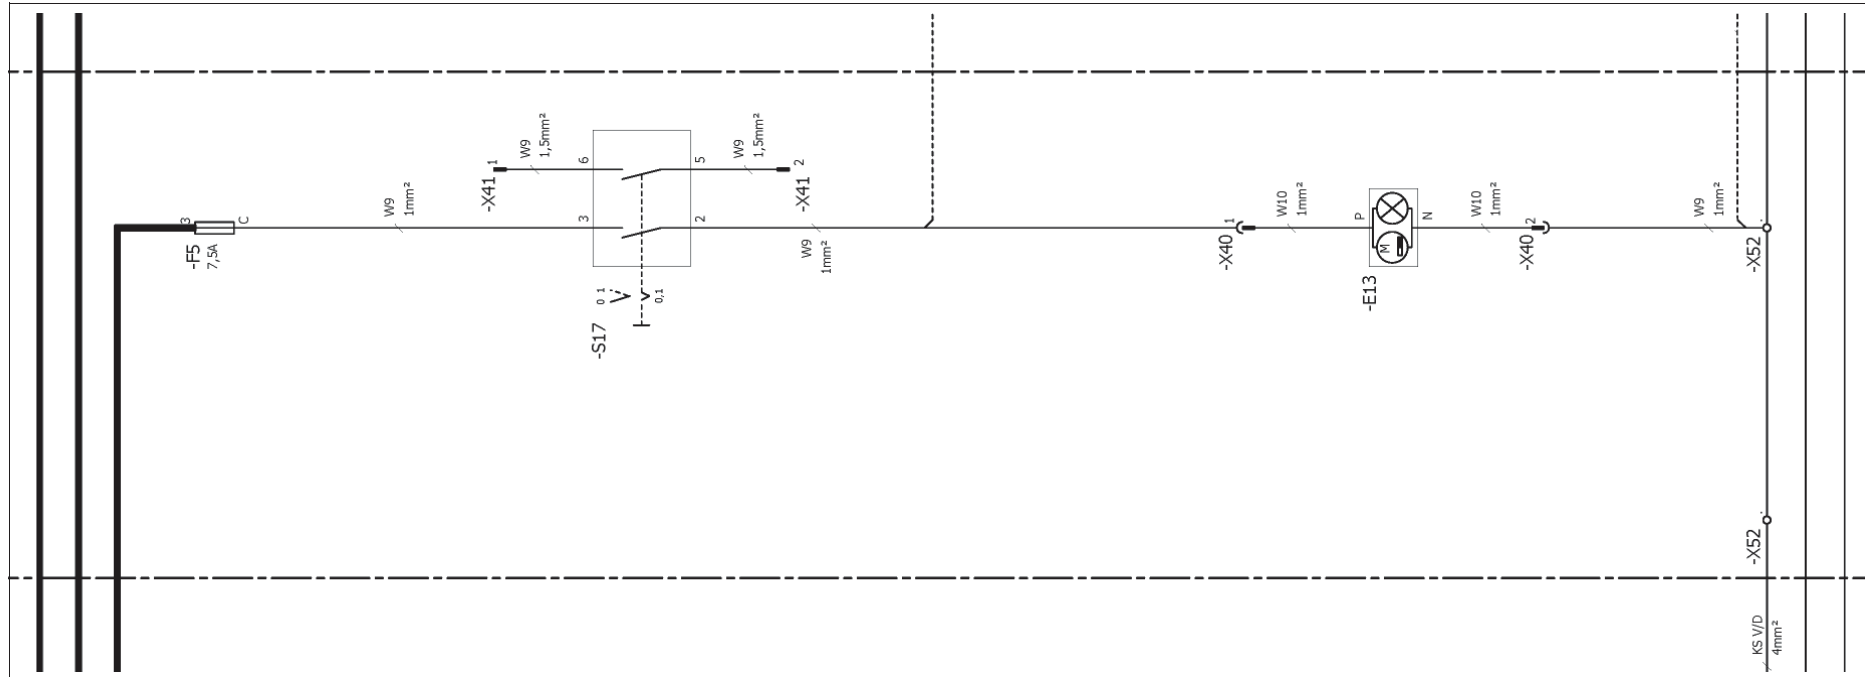 -F5
7,5A
3
C
W9
1mm²
-X41
1
W9
1,5mm²
6
5
W9
1,5mm²
-X41
2
3
2
W9
1mm²
-S17
0 1
0,1
-X40
1
W10
1mm²
P
M
N
-E13
W10
1mm²
-X40
2
W9
1mm²
-X52
-X52
KS V/D
4mm²